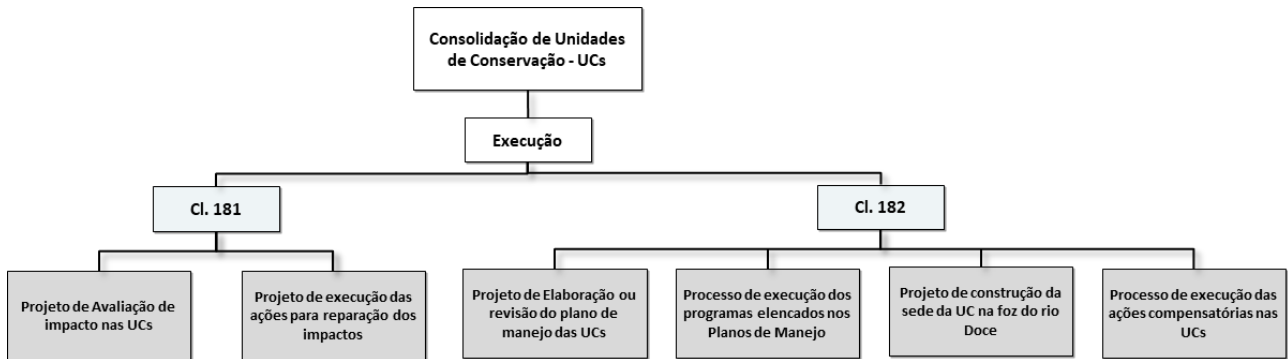 Consolidação de Unidades
de Conservação - UCs
Execução
Cl. 181
Cl. 182
Projeto de Avaliação de
impacto nas UCs
Projeto de execução das
ações para reparação dos
impactos
Projeto de Elaboração ou
revisão do plano de
manejo das UCs
Processo de execução dos
programas elencados nos
Planos de Manejo
Projeto de construção da
sede da UC na foz do rio
Doce
Processo de execução das
ações compensatórias nas
UCs